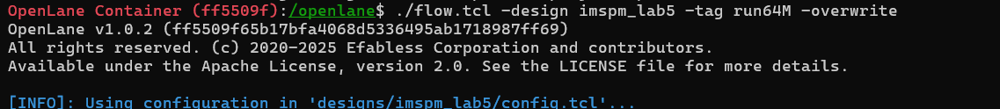 OpenLane Container (ff5509f):/openlane$ ./flow.tcl -design imspm_lab5 -tag run64M -overwrite
OpenLane v1.0.2 (ff5509f65b17bfa4068d5336495ab1718987ff69)
All rights reserved. (c) 2020-2025 Efabless Corporation and contributors.
Available under the Apache License, version 2.0. See the LICENSE file for more details.
[INFO]: Using configuration in 'designs/imspm_lab5/config.tcl'...